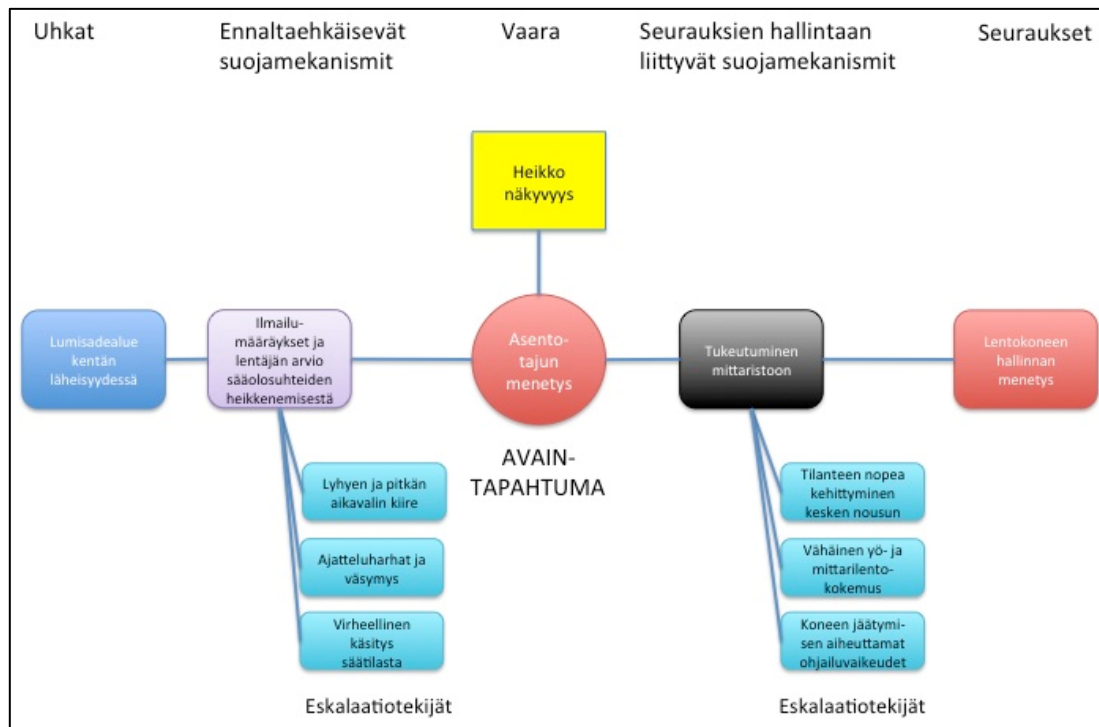 Uhkat
Ennaltaehkäisevät
suojamekanismit
Vaara
Seurauksien hallintaan
liittyvät suojamekanismit
Seuraukset
Heikko
näkyvyys
Lumisadealue
kentän
läheisyydessä
Ilmailu-
määräykset ja
lentäjän arvio
sääolosuhteiden
heikkenemisestä
Asento-
tajun
menetys
Tukeutuminen
mittaristoon
Lentokoneen
hallinnan
menetys
AVAIN-
TAPAHTUMA
Lyhyen ja pitkän
aikavalin kiire
Ajatteluharhat ja
väsymys
Virheellinen
käsitys
säätilasta
Eskalaatiotekijät
Tilanteen nopea
kehittyminen
kesken nousun
Vähäinen yö- ja
mittarilento-
kokemus
Koneen jäätymi-
sen aiheuttamat
ohjailuvaikeudet
Eskalaatiotekijät